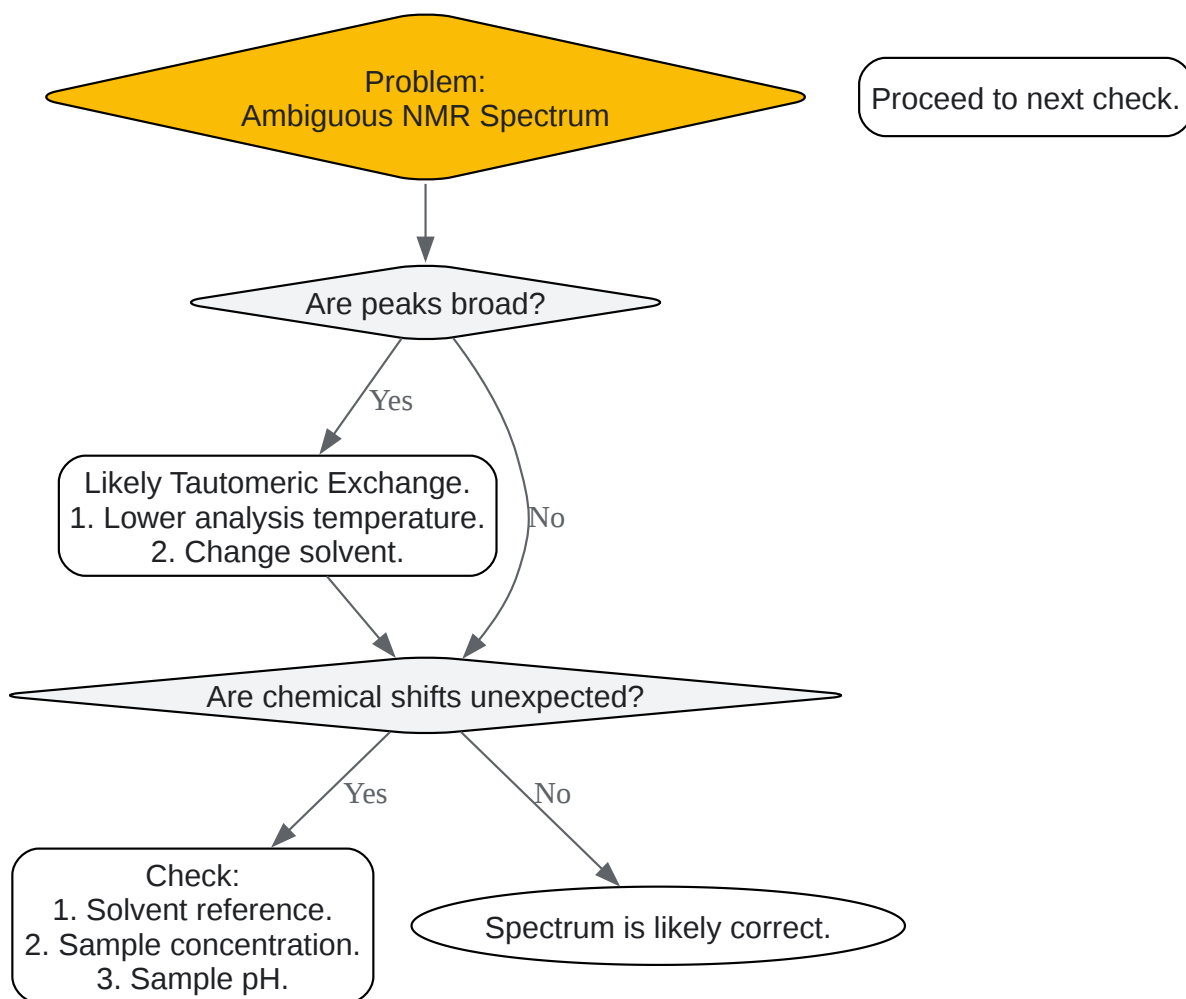 Problem:
Ambiguous NMR Spectrum
Proceed to next check.
Are peaks broad?
Yes
Likely Tautomeric Exchange.
1. Lower analysis temperature.
2. Change solvent.
No
Are chemical shifts unexpected?
Yes
No
Check:
1. Solvent reference.
2. Sample concentration.
3. Sample pH.
Spectrum is likely correct.